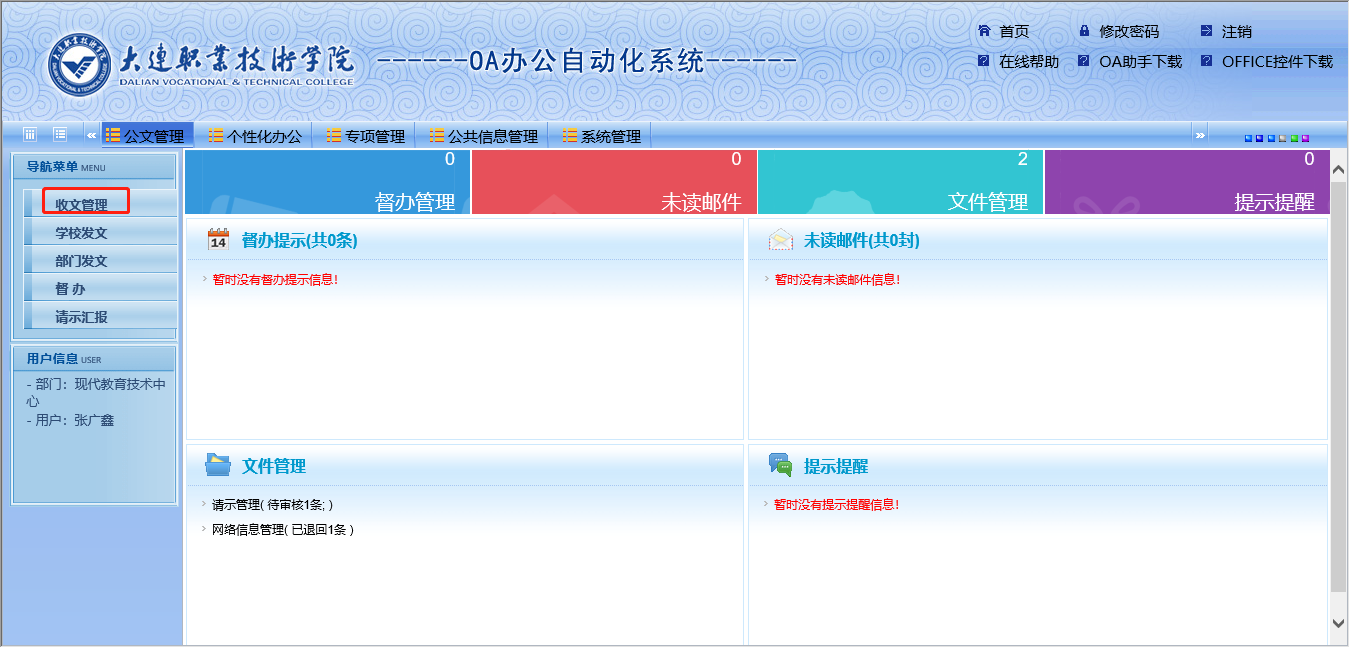 大连职业技术学院
DALIAN VOCATIONAL & TECHNICAL COLLEGE
------OA办公自动化系统------
首页 修改密码 注销
在线帮助 OA助手下载 OFFICE控件下载
« 公文管理 个性化办公 专项管理 公共信息管理 系统管理 »
导航菜单 MENU
收文管理
学校发文
部门发文
督 办
请示汇报
用户信息 USER
- 部门：现代教育技术中
心
- 用户：张广鑫
0
督办管理
0
未读邮件
2
文件管理
0
提示提醒
14 督办提示(共0条)
暂时没有督办提示信息!
未读邮件(共0封)
暂时没有未读邮件信息!
文件管理
请示管理( 待审核1条; )
网络信息管理( 已退回1条 )
提示提醒
暂时没有提示提醒信息!